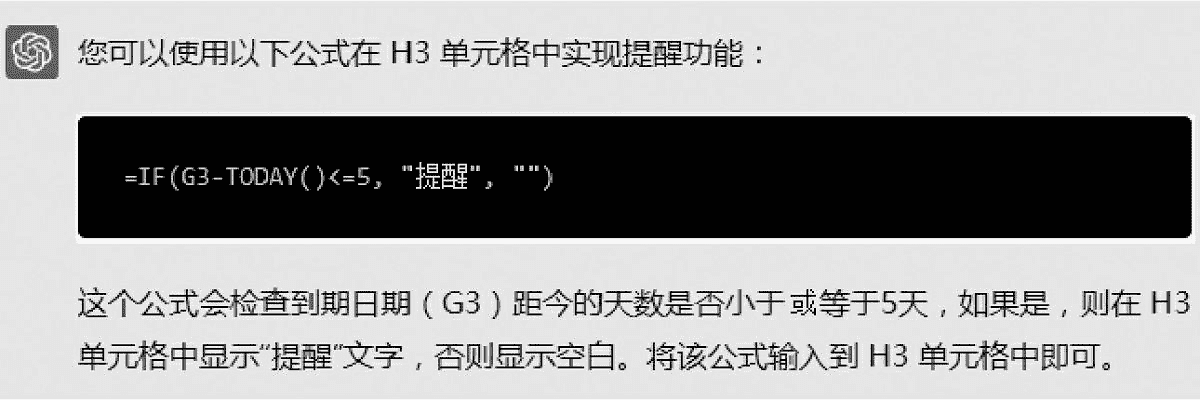 您可以使用以下公式在 H3 单元格中实现提醒功能：
=IF(G3-TODAY()<=5, "提醒", "")
这个公式会检查到期日期（G3）距今的天数是否小于或等于5天，如果是，则在 H3
单元格中显示“提醒”文字，否则显示空白。将该公式输入到 H3 单元格中即可。